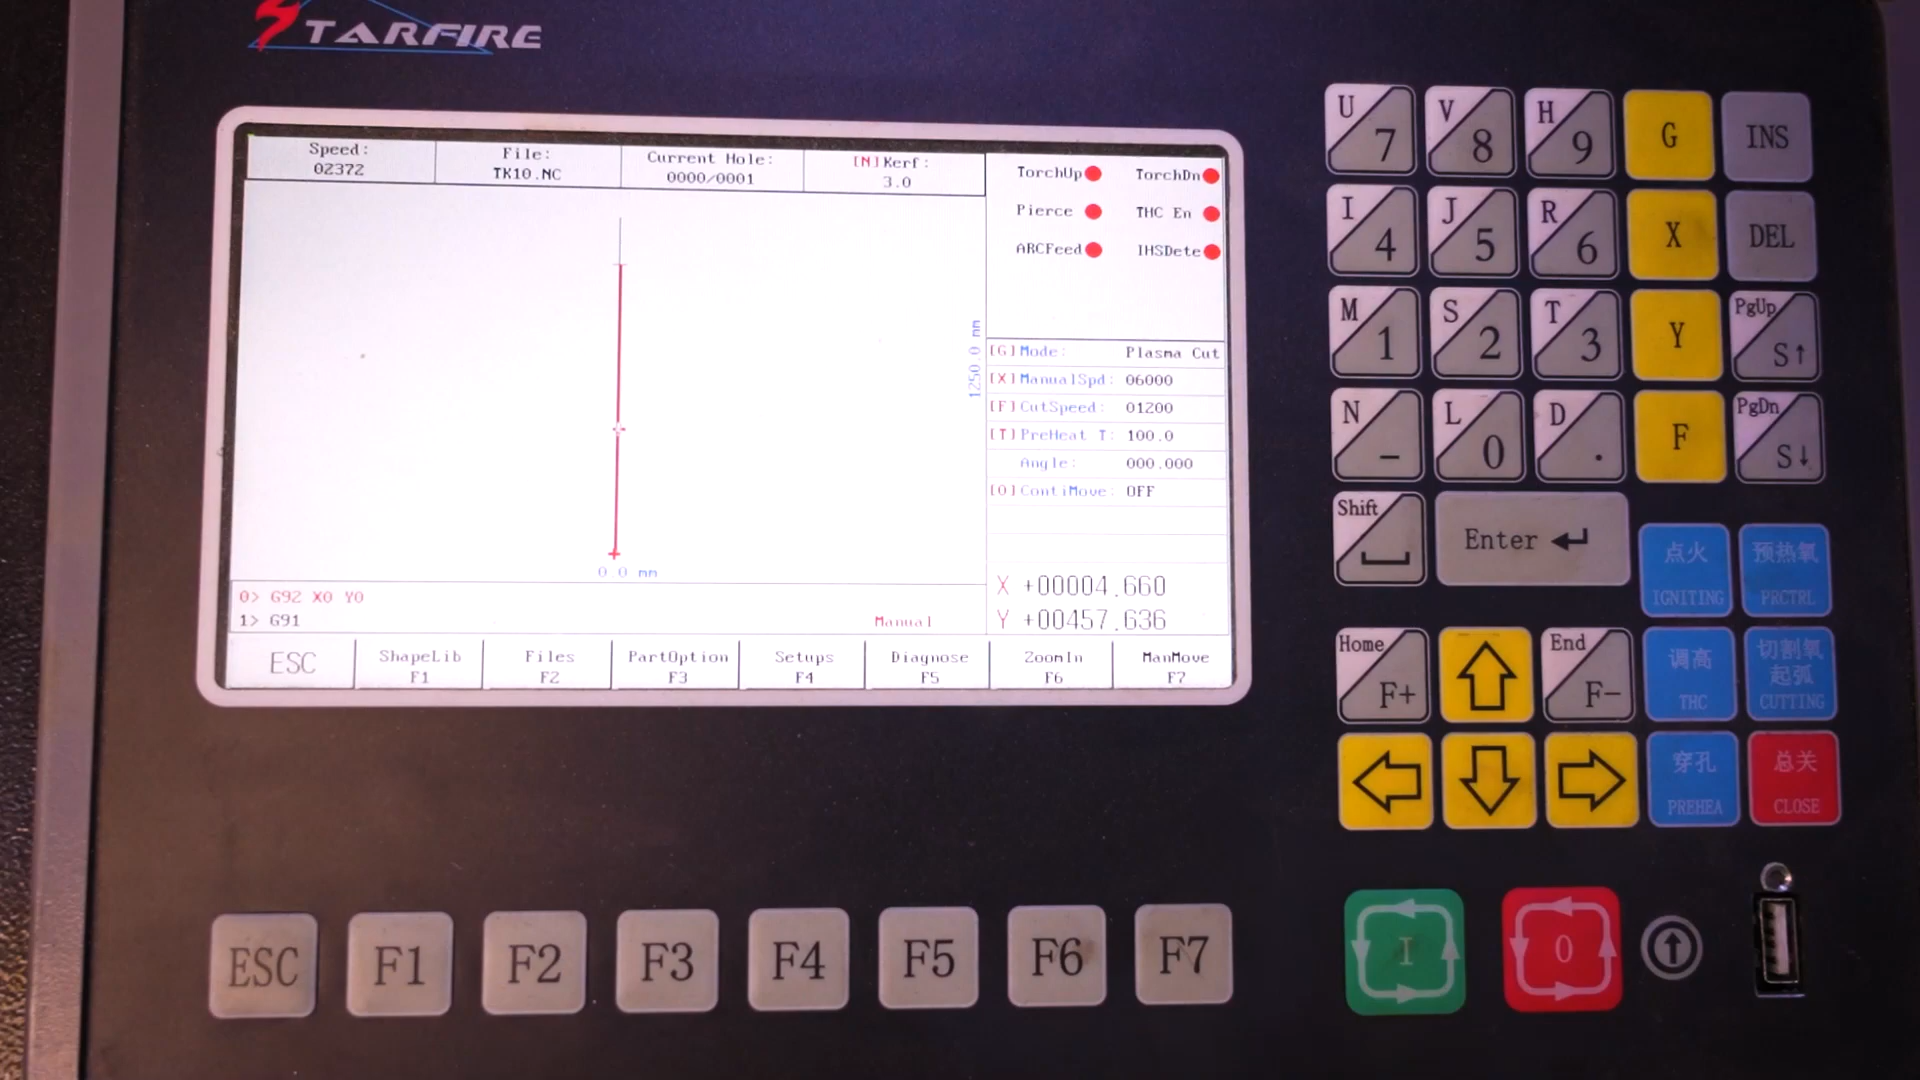 STARFIRE
Speed:
02372
File:
TK10.NC
Current Hole:
0000/0001
[N]Kerf:
3.0
TorchUp TorchDn
Pierce THC En
ARCFeed IHSDete
1250.0 mm
[G]Mode: Plasma Cut
[X]ManualSpd: 06000
[F]CutSpeed: 01200
[T]PreHeat T: 100.0
Angle: 000.000
[O]ContiMove: OFF
0.0 mm
X +00004.660
Y +00457.636
0> G92 X0 Y0
1> G91
Manual
ESC
ShapeLib
F1
Files
F2
PartOption
F3
Setups
F4
Diagnose
F5
ZoomIn
F6
ManMove
F7
U 7 V 8 H 9 G INS
I 4 J 5 R 6 X DEL
M 1 S 2 T 3 Y PgUp S↑
N - L 0 D . F PgDn S↓
Shift Enter
点火
IGNITING
预热氧
PRCTRL
Home F+ End F-
调高
THC
切割氧
起弧
CUTTING
穿孔
PREHEA
总关
CLOSE
ESC F1 F2 F3 F4 F5 F6 F7
I O